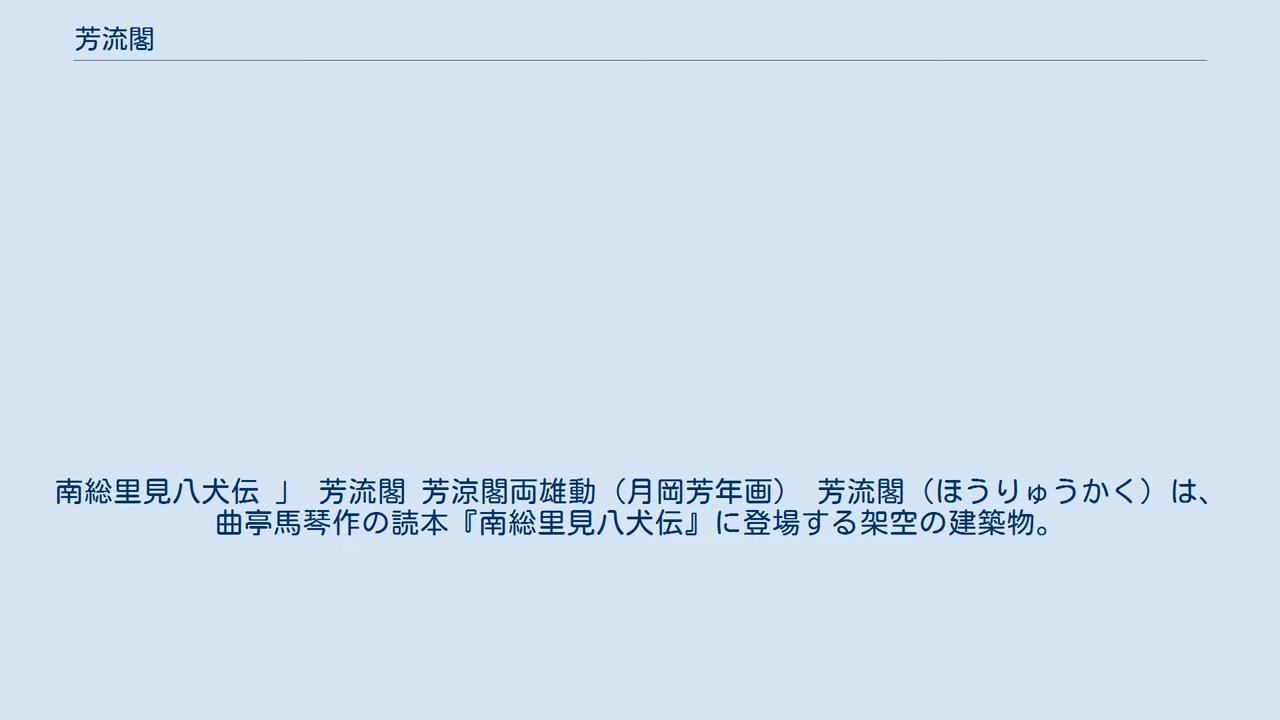 芳流閣
南総里見八犬伝 」 芳流閣 芳涼閣両雄動（月岡芳年画） 芳流閣（ほうりゅうかく）は、
曲亭馬琴作の読本『南総里見八犬伝』に登場する架空の建築物。